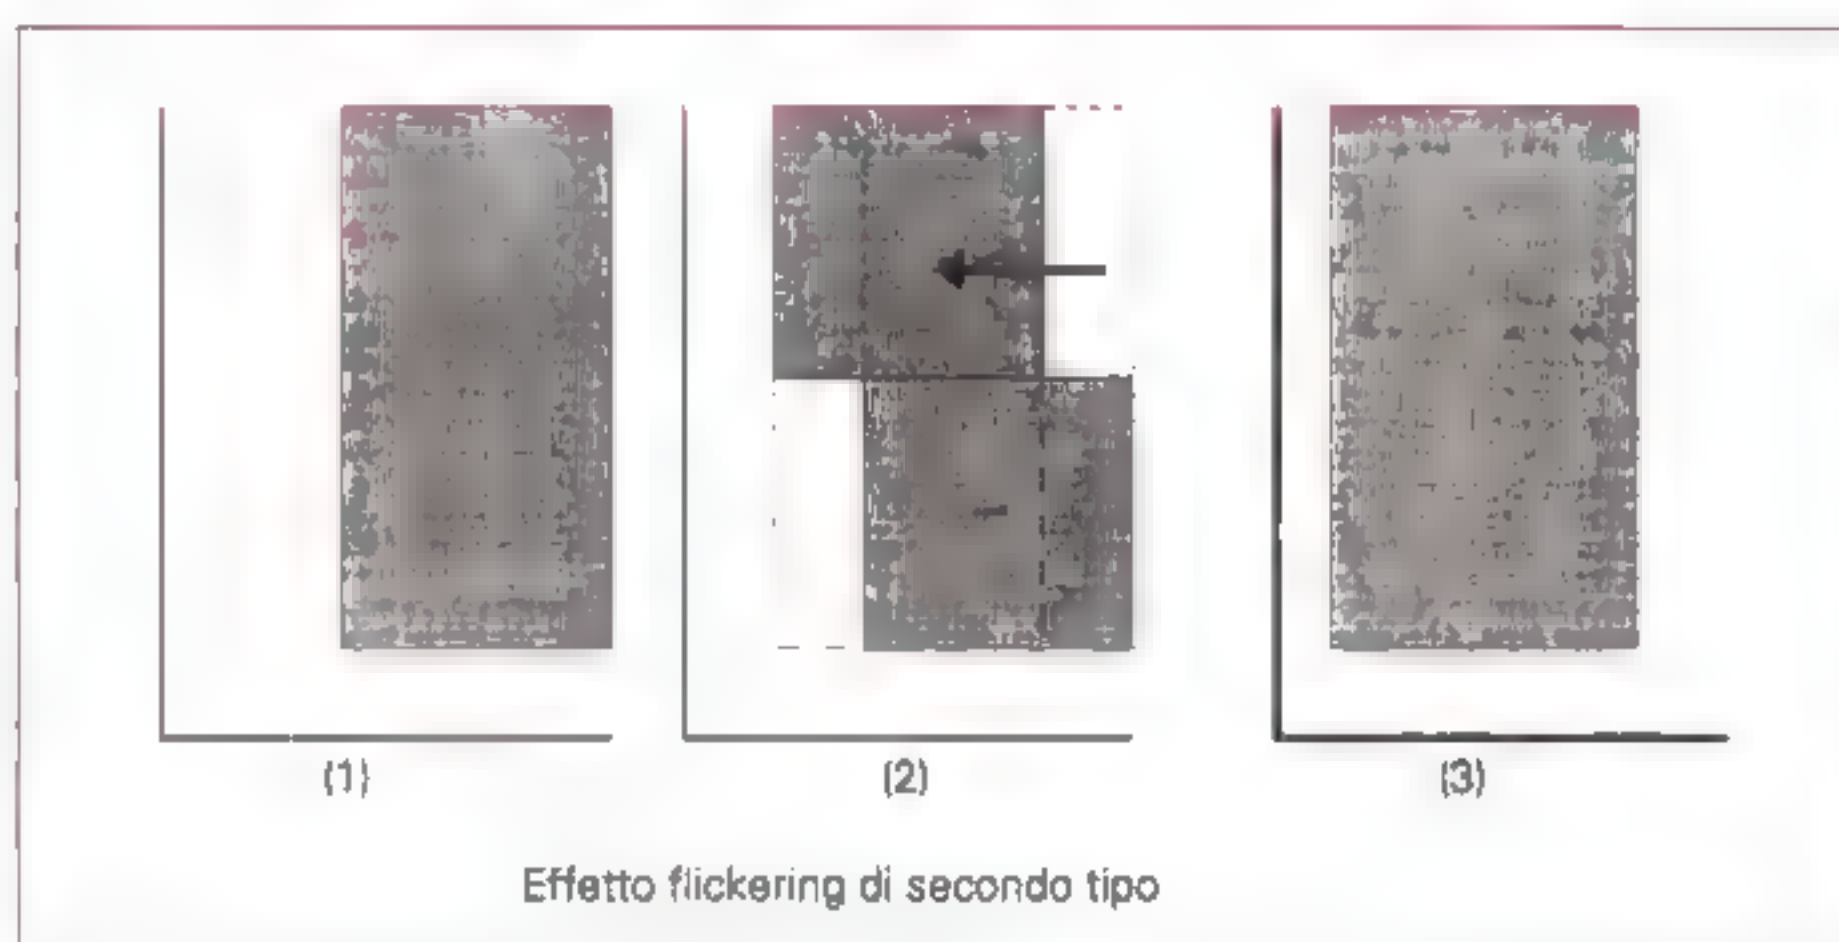 (1) (2) (3)
Effetto flickering di secondo tipo